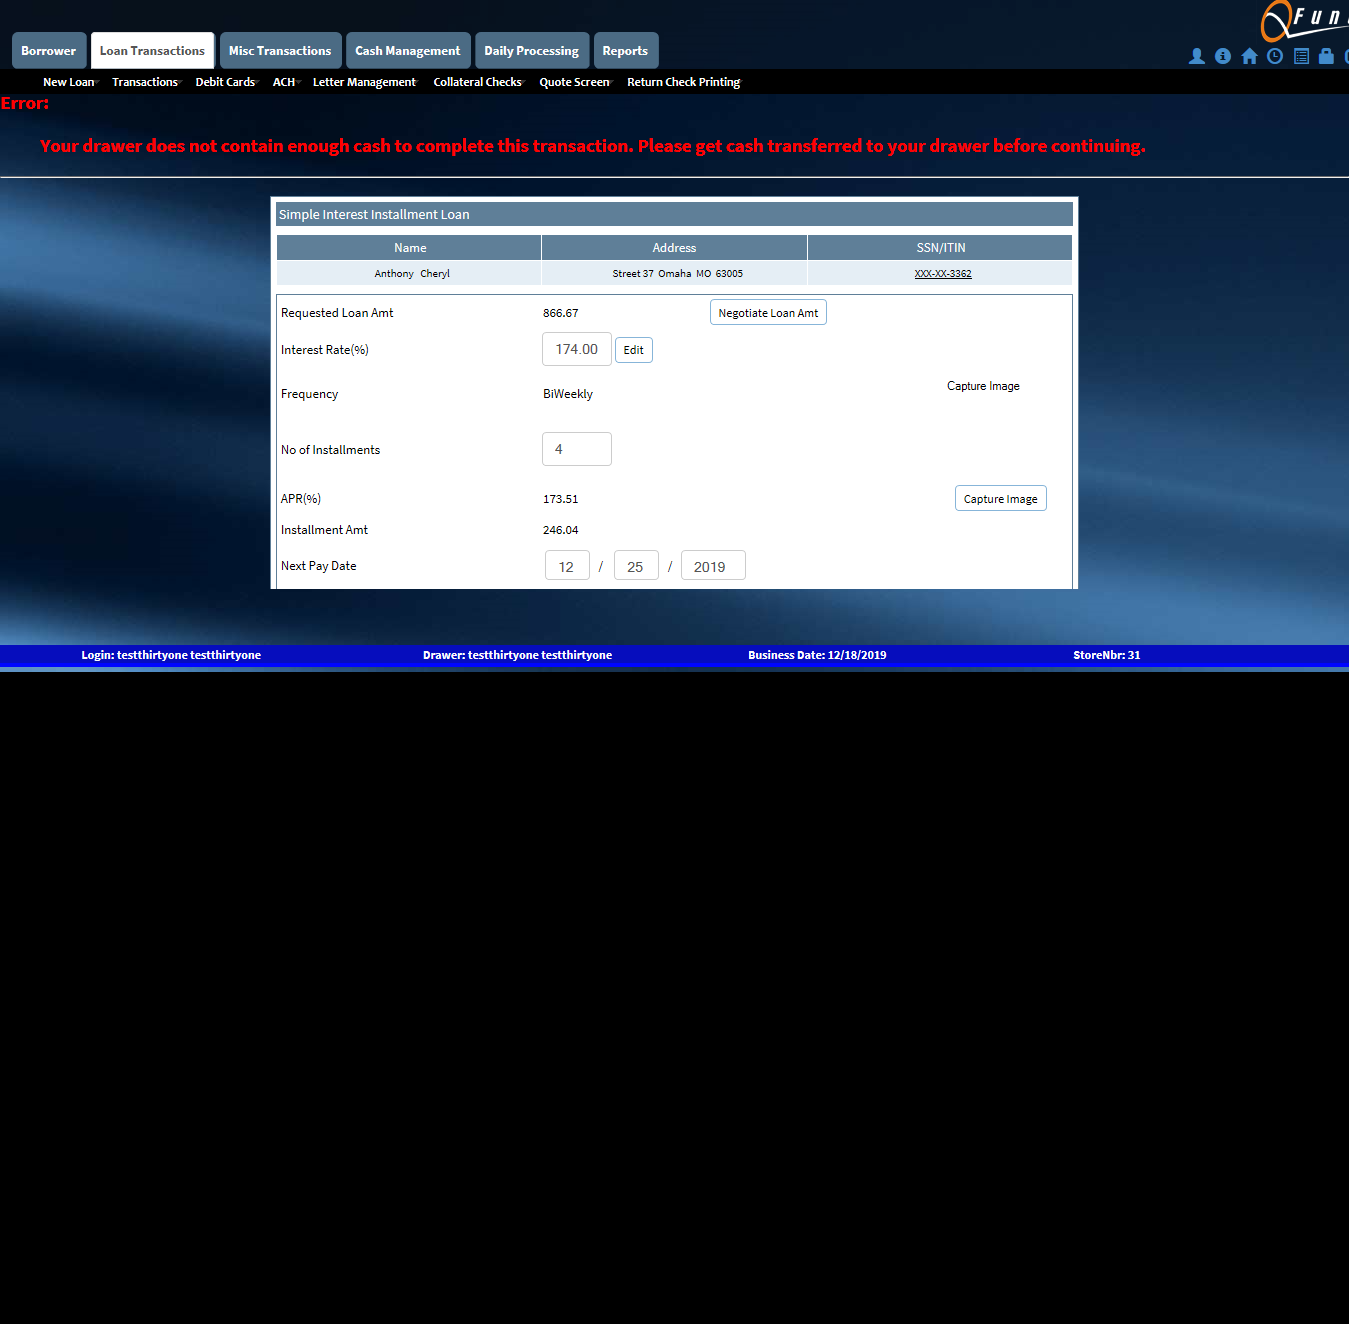 Fun
Borrower Loan Transactions Misc Transactions Cash Management Daily Processing Reports
New Loan Transactions Debit Cards ACH Letter Management Collateral Checks Quote Screen Return Check Printing
Error:
Your drawer does not contain enough cash to complete this transaction. Please get cash transferred to your drawer before continuing.
Simple Interest Installment Loan
Name Address SSN/ITIN
Anthony Cheryl Street 37 Omaha MO 63005 XXX-XX-3362
Requested Loan Amt 866.67 Negotiate Loan Amt
Interest Rate(%) 174.00 Edit
Capture Image
Frequency BiWeekly
No of Installments 4
APR(%) 173.51 Capture Image
Installment Amt 246.04
Next Pay Date 12 / 25 / 2019
Login: testthirtyone testthirtyone Drawer: testthirtyone testthirtyone Business Date: 12/18/2019 StoreNbr: 31